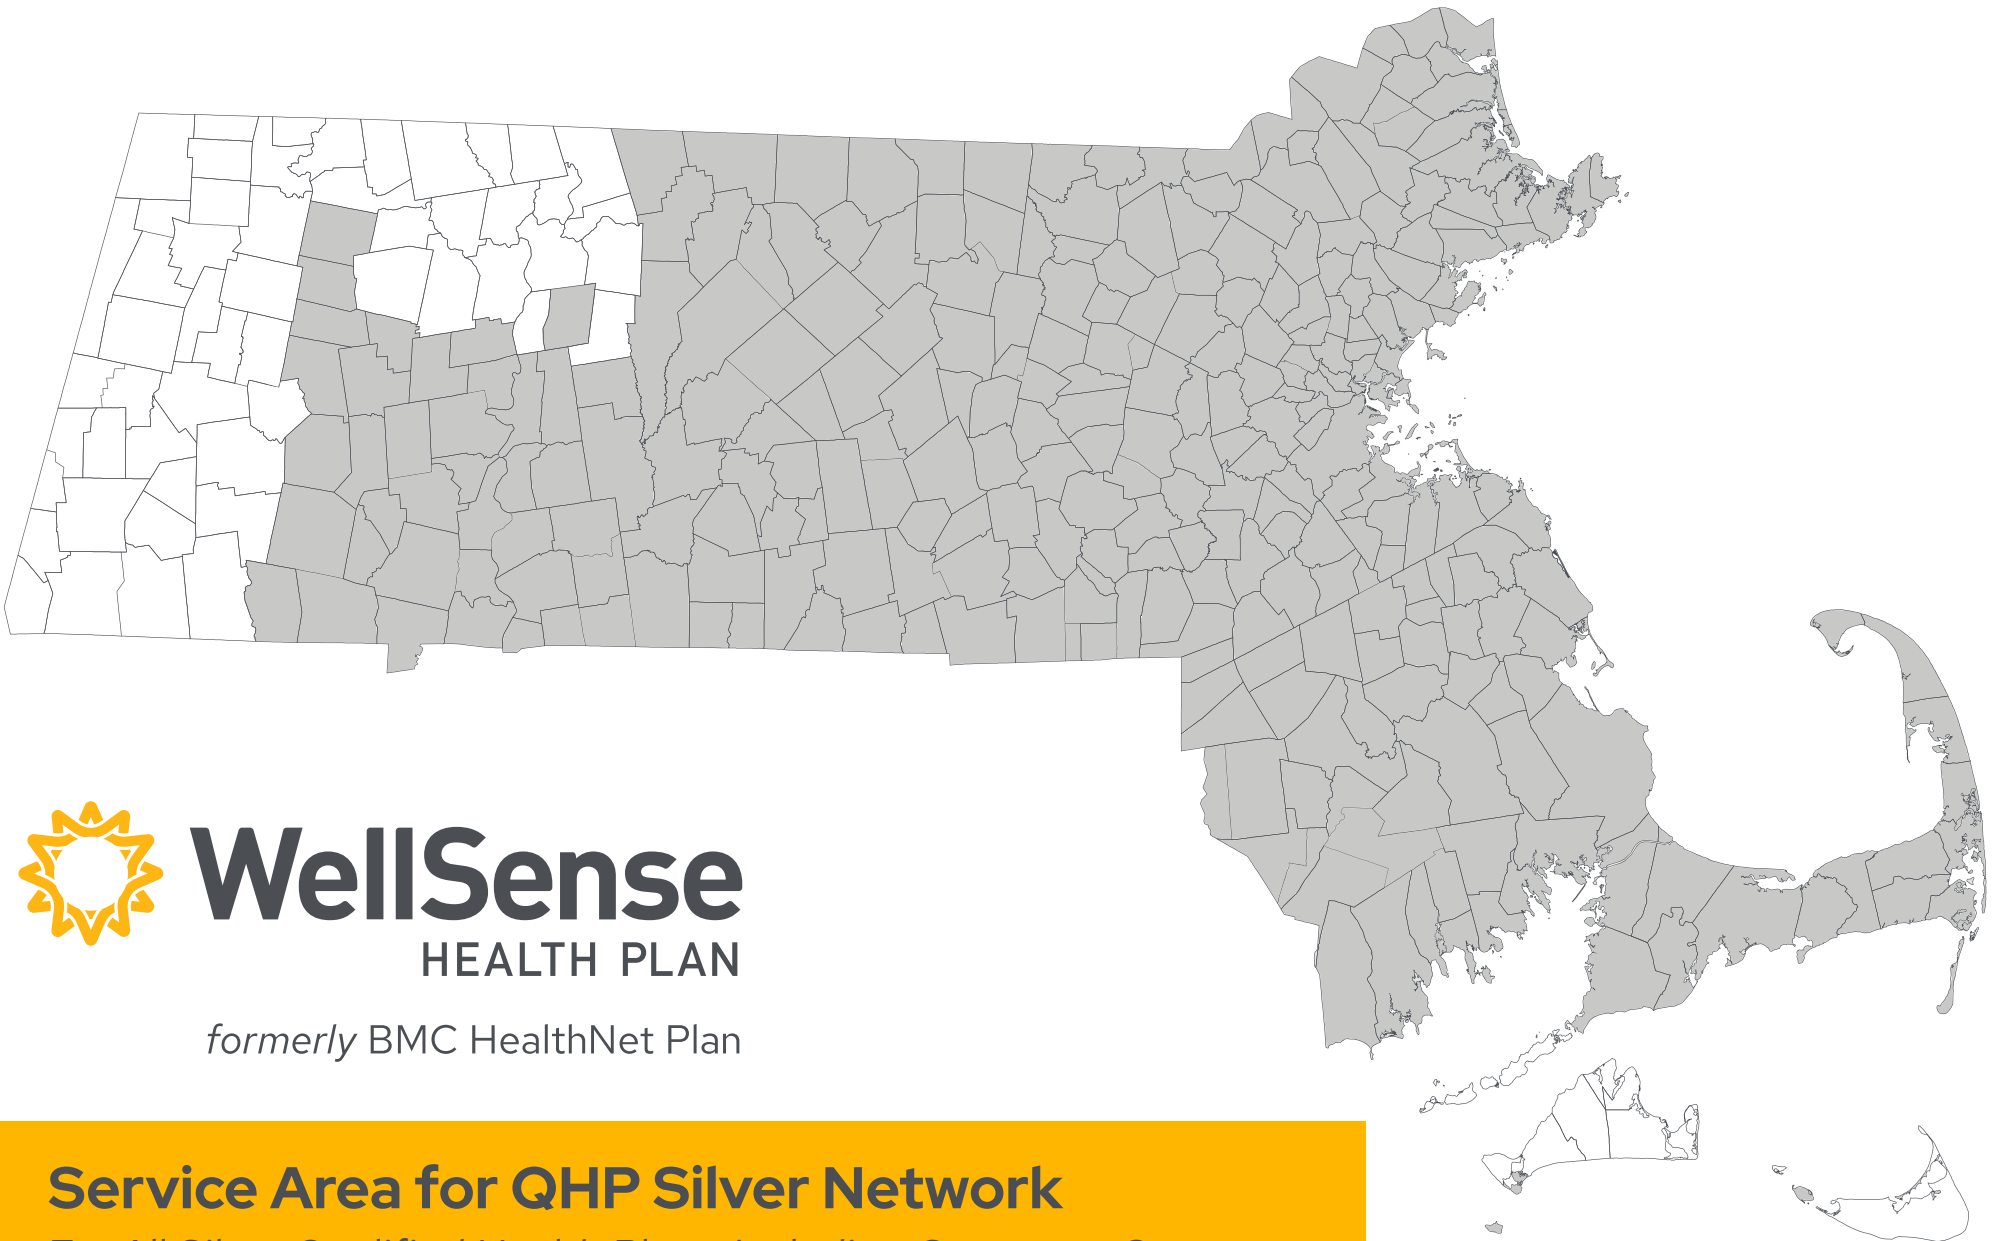 WellSense
HEALTH PLAN
formerly BMC HealthNet Plan
Service Area for QHP Silver Network